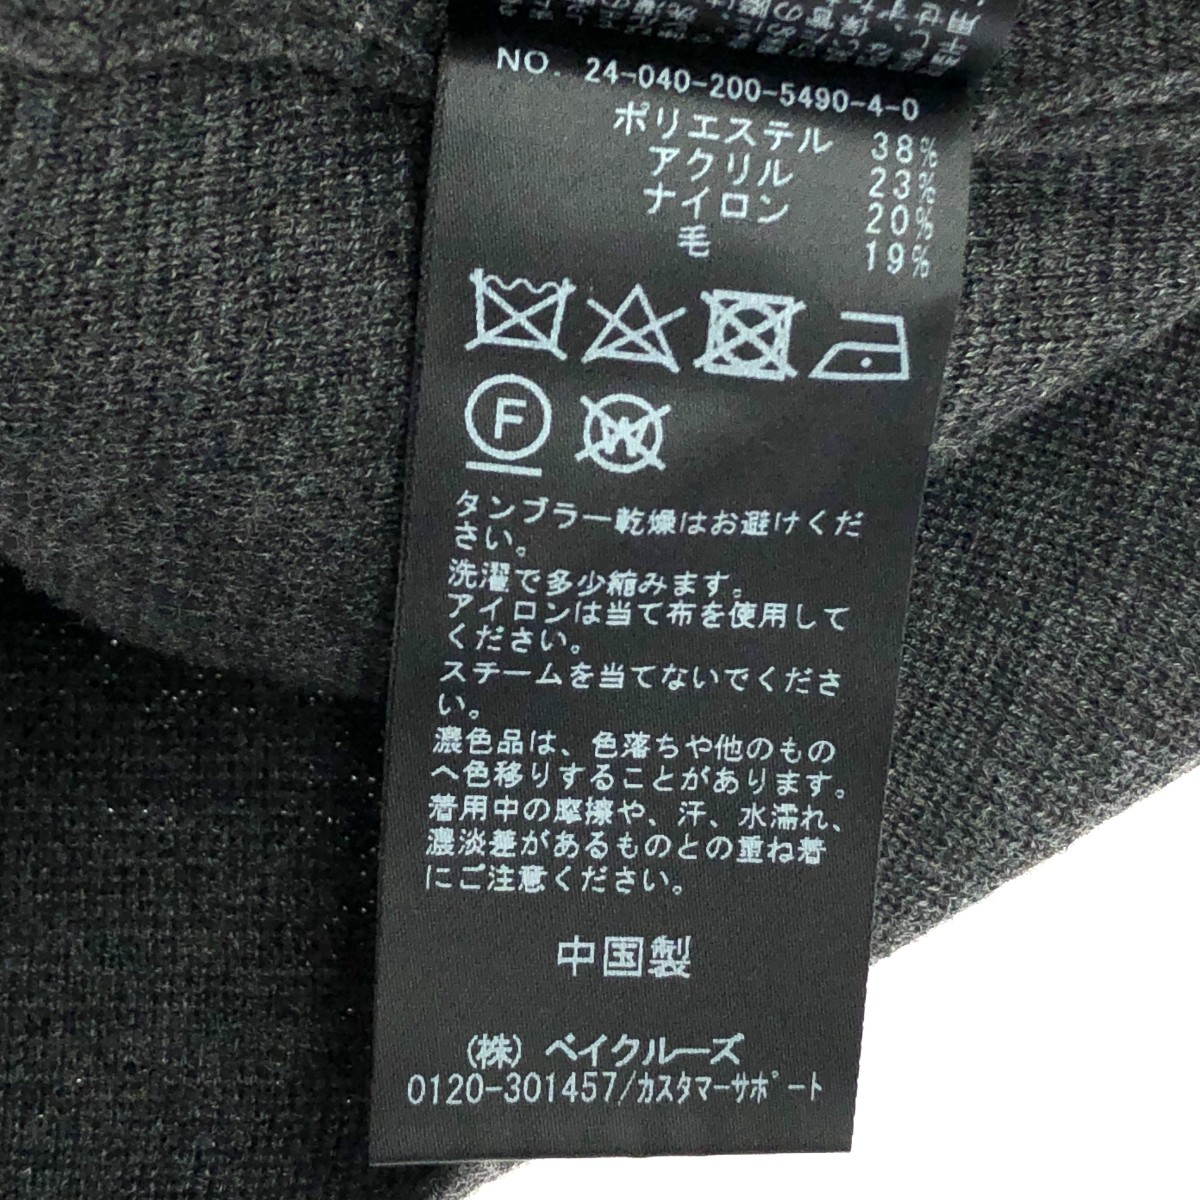 NO. 24-040-200-5490-4-0
ポリエステル 38%
アクリル 23%
ナイロン 20%
毛 19%
F
W
タンブラー乾燥はお避けくだ
さい。
洗濯で多少縮みます。
アイロンは当て布を使用して
ください。
スチームを当てないでくださ
い。
濃色品は、色落ちや他のもの
へ色移りすることがあります。
着用中の摩擦や、汗、水濡れ、
濃淡差があるものとの重ね着
にご注意ください。
中国製
(株) ベイクルーズ
0120-301457/カスタマーサポート